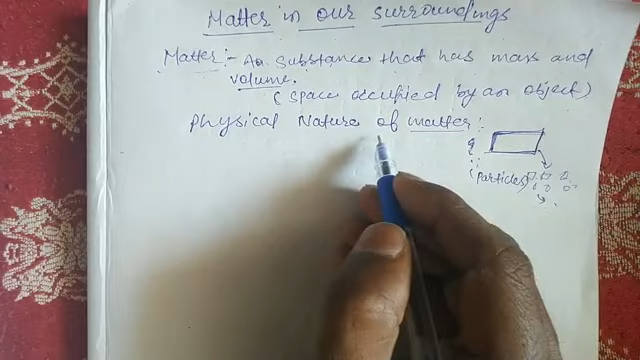 Matter in our surroundings
Matter :- An substance that has mass and
volume.
( space occupied by an object)
Physical Nature of matter :
(particles)